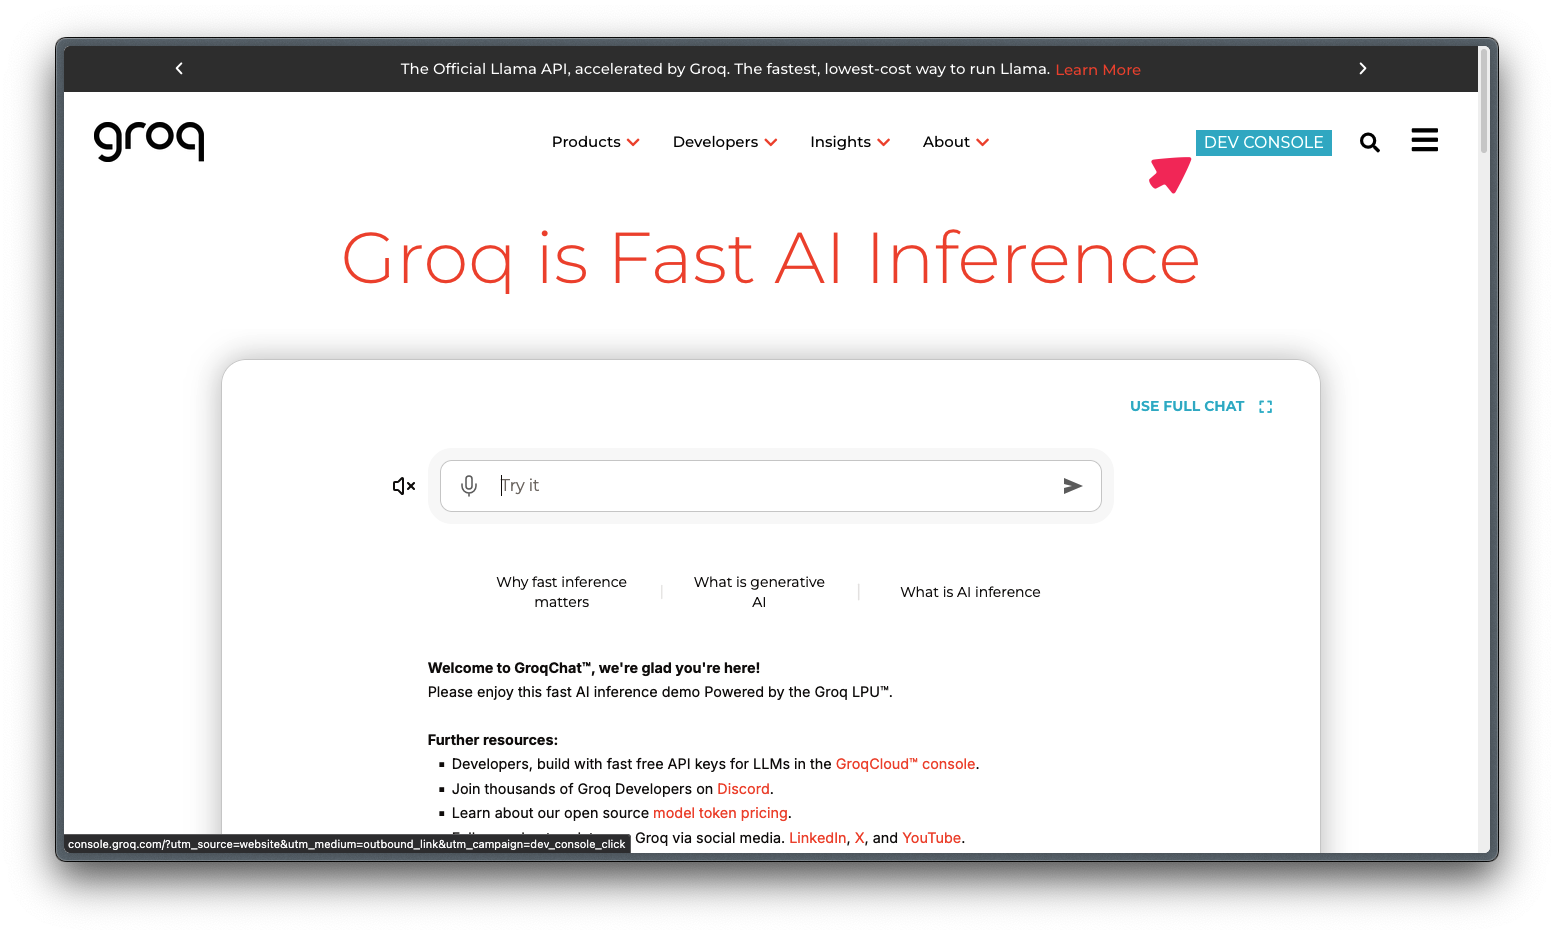 The Official Llama API, accelerated by Groq. The fastest, lowest-cost way to run Llama. Learn More
groq
Products
Developers
Insights
About
DEV CONSOLE
Groq is Fast AI Inference
USE FULL CHAT
Try it
Why fast inference
matters
What is generative
AI
What is AI inference
Welcome to GroqChat™, we're glad you're here!
Please enjoy this fast AI inference demo Powered by the Groq LPU™.
Further resources:
▪ Developers, build with fast free API keys for LLMs in the GroqCloud™ console.
▪ Join thousands of Groq Developers on Discord.
▪ Learn about our open source model token pricing.
Groq via social media. LinkedIn, X, and YouTube.
console.groq.com/?utm_source=website&utm_medium=outbound_link&utm_campaign=dev_console_click